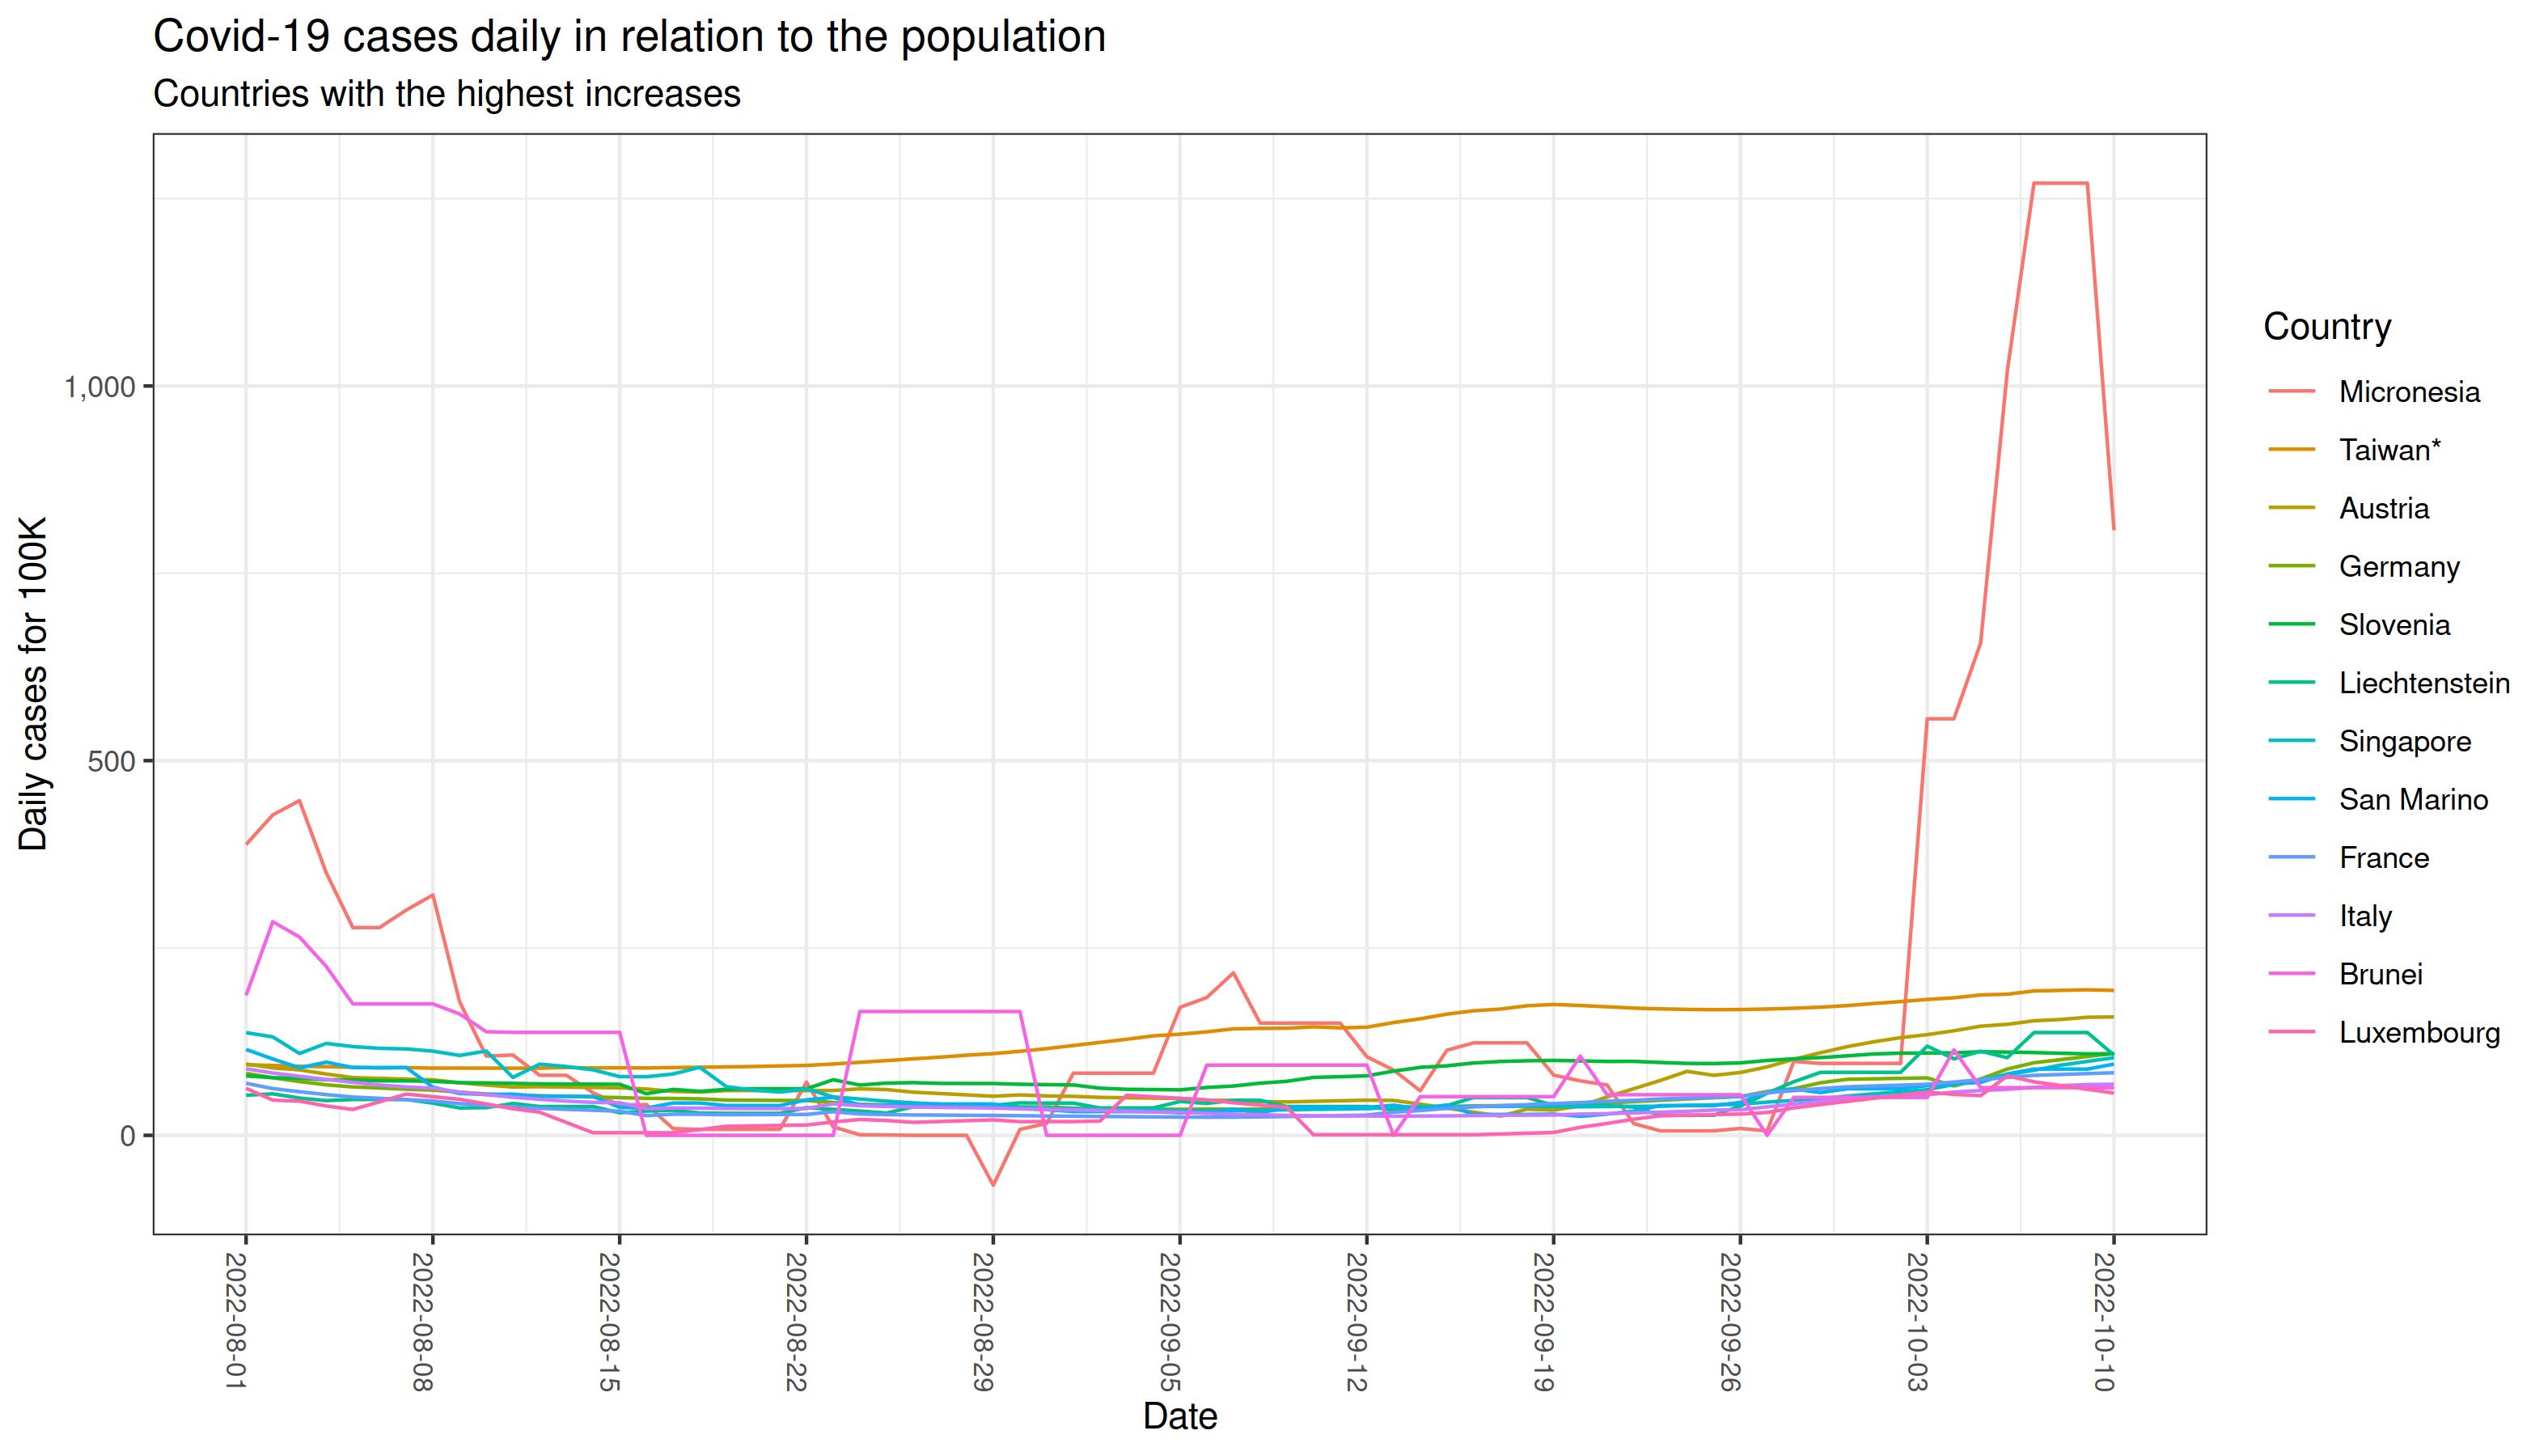 Covid-19 cases daily in relation to the population
Countries with the highest increases
Daily cases for 100K
1,000
500
0
2022-08-01
2022-08-08
2022-08-15
2022-08-22
2022-08-29
2022-09-05
2022-09-12
2022-09-19
2022-09-26
2022-10-03
2022-10-10
Date
Country
Micronesia
Taiwan*
Austria
Germany
Slovenia
Liechtenstein
Singapore
San Marino
France
Italy
Brunei
Luxembourg